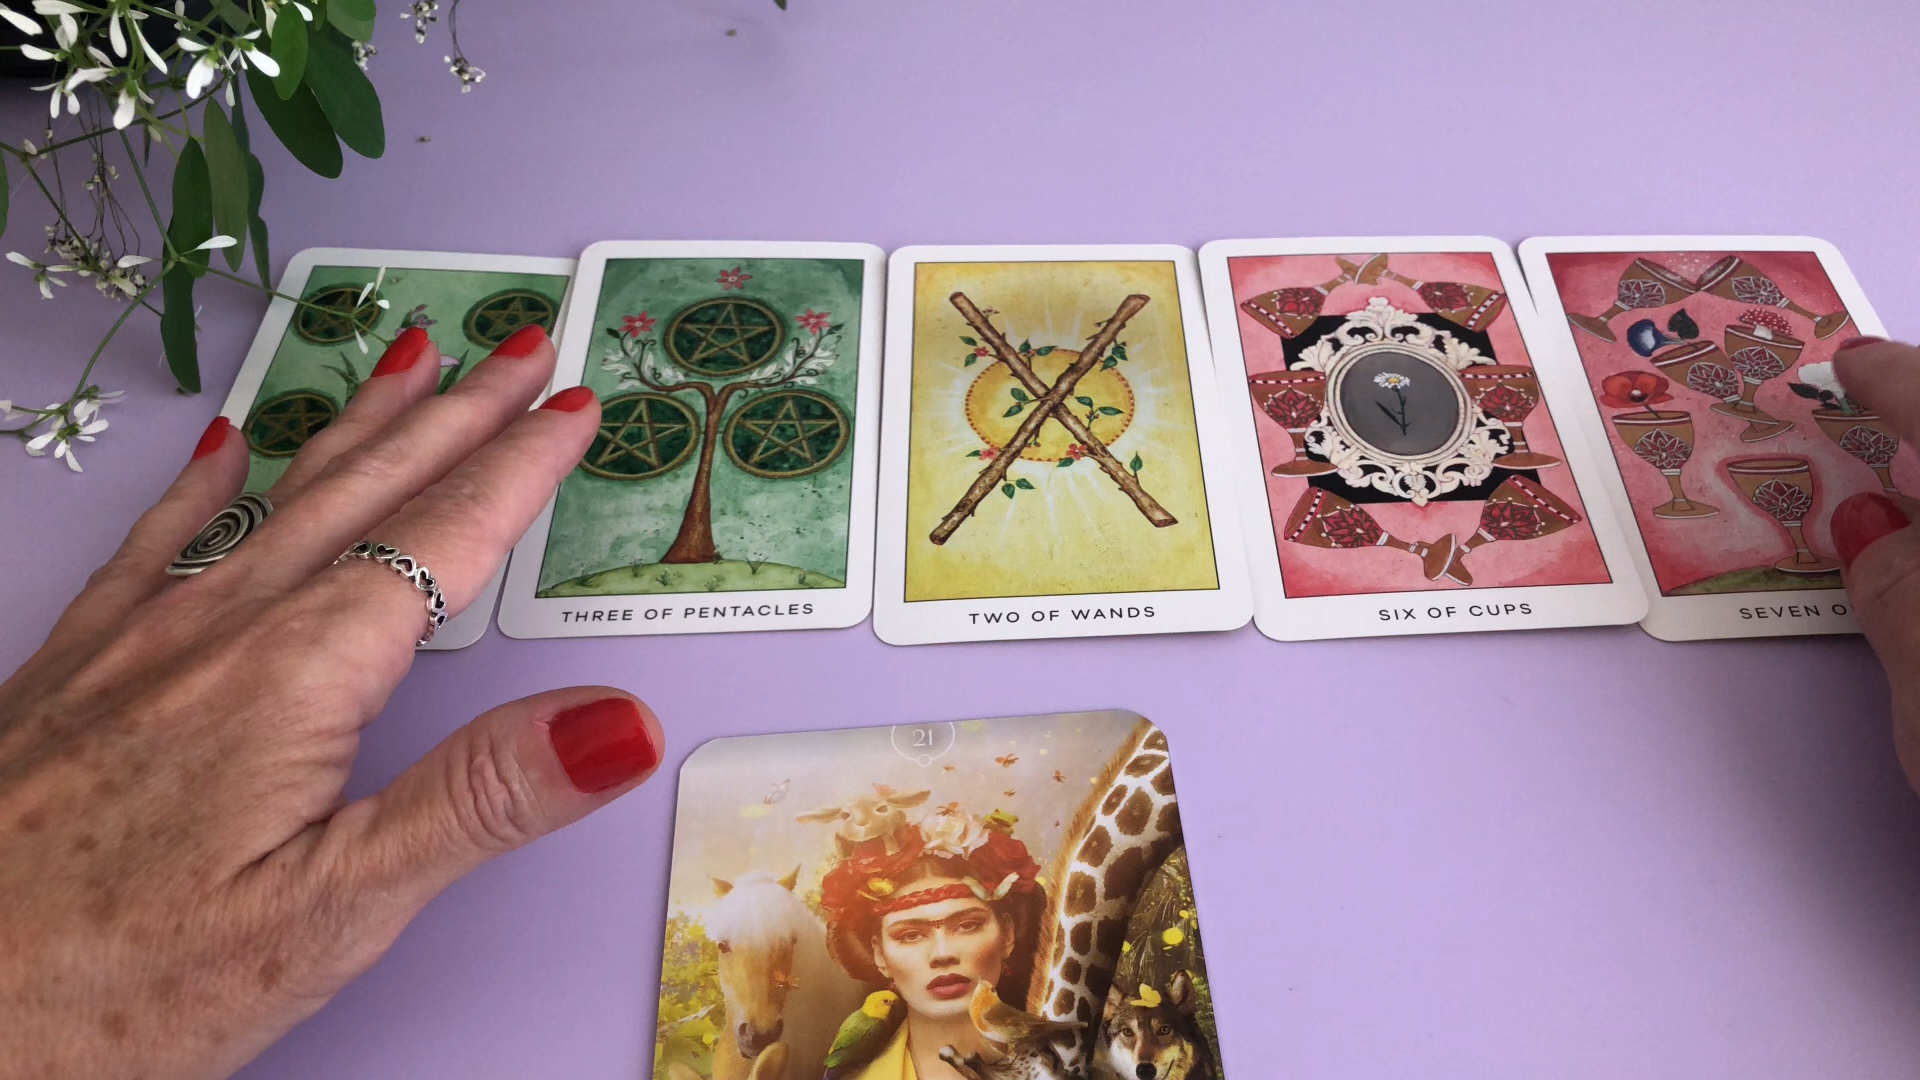 THREE OF PENTACLES
TWO OF WANDS
SIX OF CUPS
SEVEN O
21